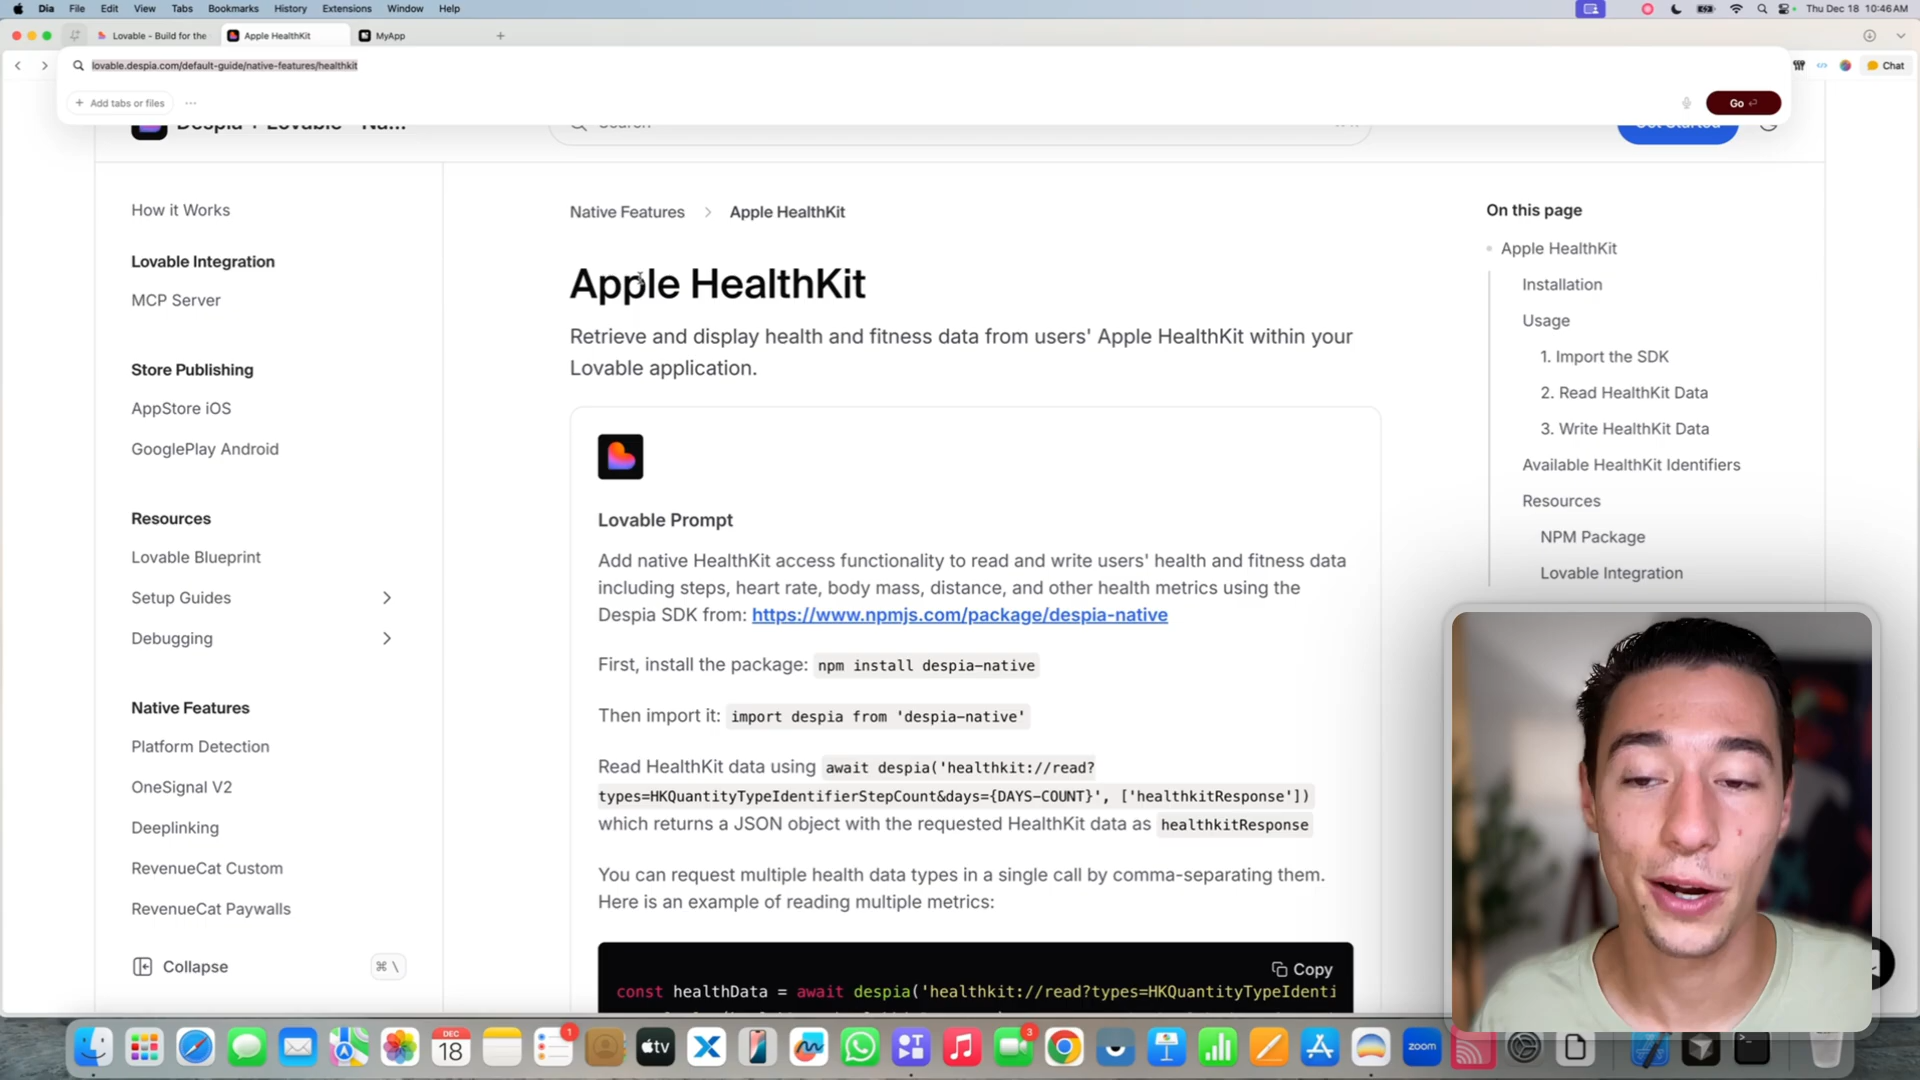 Dia File Edit View Tabs Bookmarks History Extensions Window Help
Thu Dec 18 10:46 AM
Lovable - Build for the
Apple HealthKit
MyApp
lovable.despia.com/default-guide/native-features/healthkit
Chat
+ Add tabs or files ...
Go
Search
How it Works
Lovable Integration
MCP Server
Store Publishing
AppStore iOS
GooglePlay Android
Resources
Lovable Blueprint
Setup Guides
Debugging
Native Features
Platform Detection
OneSignal V2
Deeplinking
RevenueCat Custom
RevenueCat Paywalls
Collapse
⌘ \
Native Features > Apple HealthKit
Apple HealthKit
Retrieve and display health and fitness data from users' Apple HealthKit within your
Lovable application.
Lovable Prompt
Add native HealthKit access functionality to read and write users' health and fitness data
including steps, heart rate, body mass, distance, and other health metrics using the
Despia SDK from: https://www.npmjs.com/package/despia-native
First, install the package: npm install despia-native
Then import it: import despia from 'despia-native'
Read HealthKit data using await despia('healthkit://read?
types=HKQuantityTypeIdentifierStepCount&days={DAYS-COUNT}', ['healthkitResponse'])
which returns a JSON object with the requested HealthKit data as healthkitResponse
You can request multiple health data types in a single call by comma-separating them.
Here is an example of reading multiple metrics:
Copy
const healthData = await despia('healthkit://read?types=HKQuantityTypeIdenti
On this page
Apple HealthKit
Installation
Usage
1. Import the SDK
2. Read HealthKit Data
3. Write HealthKit Data
Available HealthKit Identifiers
Resources
NPM Package
Lovable Integration
DEC
18
1
tv
3
zoom